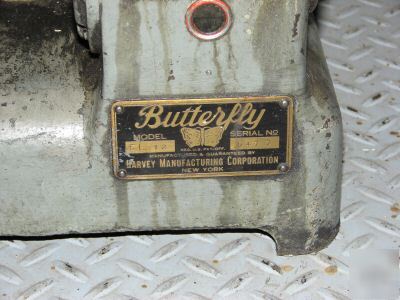 Butterfly
MODEL SERIAL Nº
REG. U.S. PAT. OFF.
MANUFACTURED & GUARANTEED BY
HARVEY MANUFACTURING CORPORATION
NEW YORK